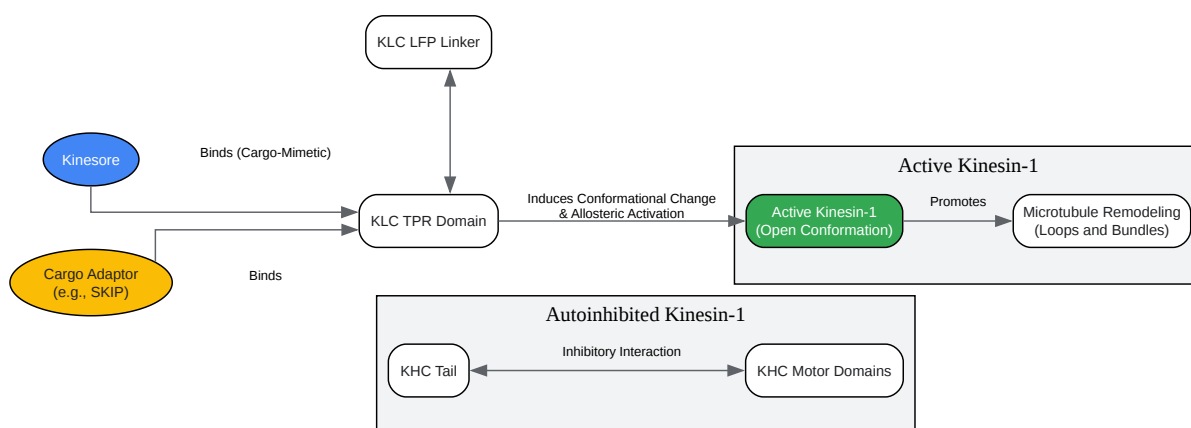 KLC LFP Linker
Kinesore
Binds (Cargo-Mimetic)
KLC TPR Domain
Cargo Adaptor
(e.g., SKIP)
Binds
Induces Conformational Change
& Allosteric Activation
Active Kinesin-1
Active Kinesin-1
(Open Conformation)
Promotes
Microtubule Remodeling
(Loops and Bundles)
Autoinhibited Kinesin-1
KHC Tail
Inhibitory Interaction
KHC Motor Domains